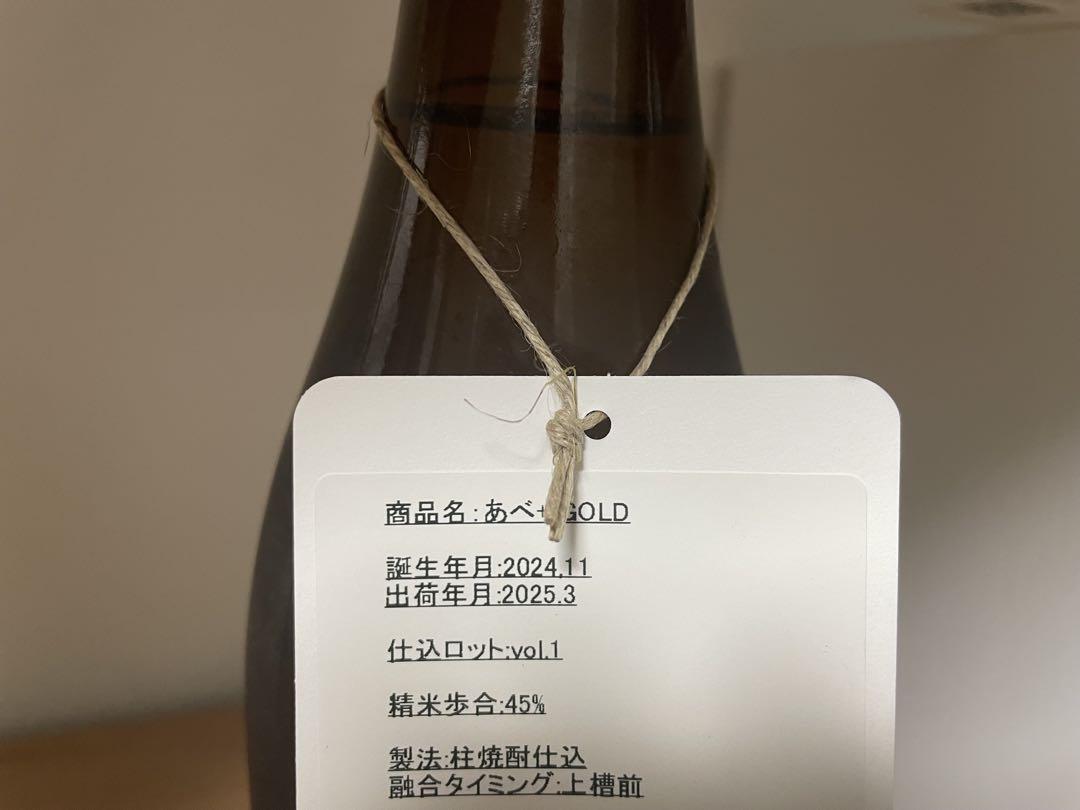 商品名:あべ GOLD
誕生年月:2024.11
出荷年月:2025.3
仕込ロット:vol.1
精米歩合:45%
製法:柱焼酎仕込
融合タイミング:上槽前